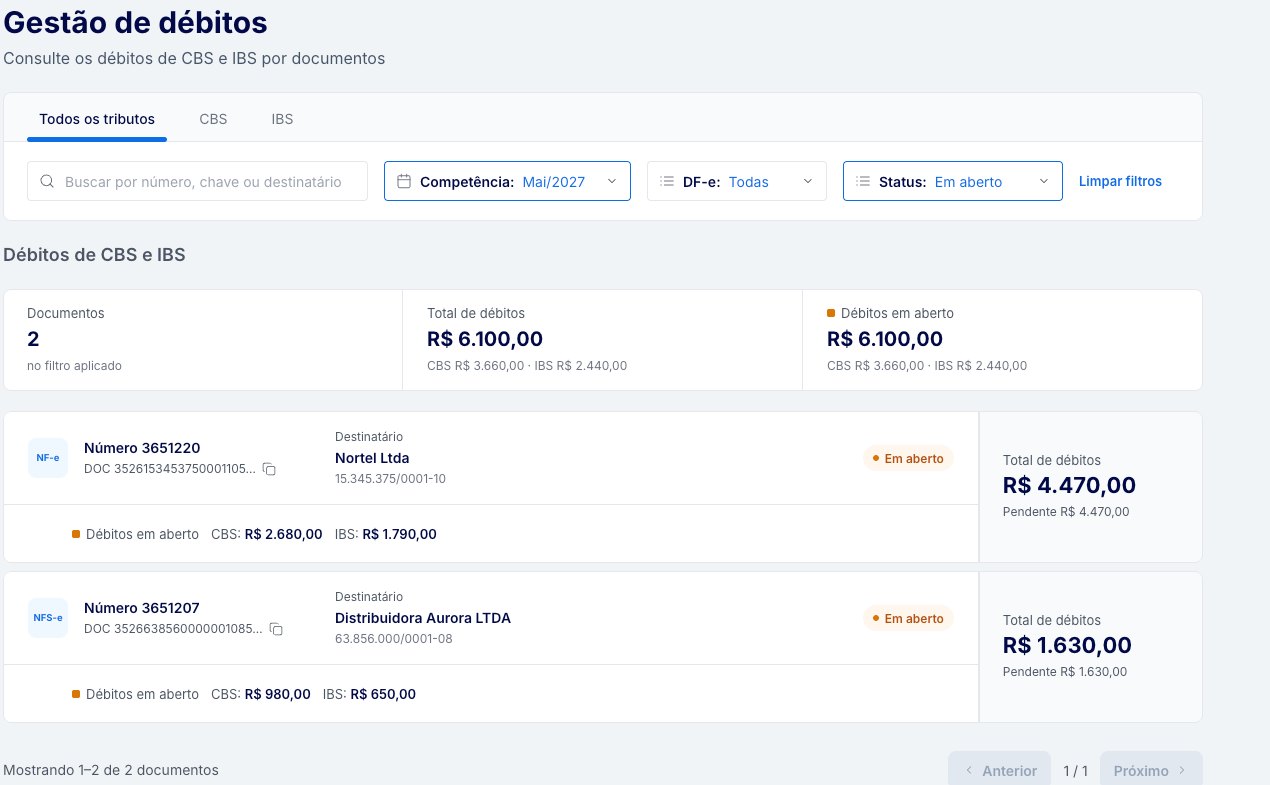 Gestão de débitos
Consulte os débitos de CBS e IBS por documentos
Todos os tributos CBS IBS
Buscar por número, chave ou destinatário Competência: Mai/2027 DF-e: Todas Status: Em aberto Limpar filtros
Débitos de CBS e IBS
Documentos
2
no filtro aplicado
Total de débitos
R$ 6.100,00
CBS R$ 3.660,00 · IBS R$ 2.440,00
Débitos em aberto
R$ 6.100,00
CBS R$ 3.660,00 · IBS R$ 2.440,00
NF-e
Número 3651220
DOC 3526153453750001105...
Destinatário
Nortel Ltda
15.345.375/0001-10
Em aberto
Débitos em aberto CBS: R$ 2.680,00 IBS: R$ 1.790,00
Total de débitos
R$ 4.470,00
Pendente R$ 4.470,00
NFS-e
Número 3651207
DOC 3526638560000001085...
Destinatário
Distribuidora Aurora LTDA
63.856.000/0001-08
Em aberto
Débitos em aberto CBS: R$ 980,00 IBS: R$ 650,00
Total de débitos
R$ 1.630,00
Pendente R$ 1.630,00
Mostrando 1–2 de 2 documentos
Anterior 1 / 1 Próximo